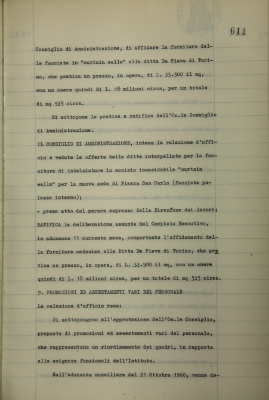 611
Consiglio di Amministrazione, di affidare la fornitura del-
le facciate in "curtain walls" alla ditta Da Pieve di Tori-
no, che pratica un prezzo, in opera, di L. 33.500 il mq.
con un onere quindi di L. 18 milioni circa, per un totale
di mq 525 circa.
Si sottopone la pratica a ratifica dell'On.le Consiglio
di Amministrazione.
IL CONSIGLIO DI AMMINISTRAZIONE, intesa la relazione d'uffi-
cio e vedute le offerte delle ditte interpellate per la for-
nitura di intelaiature in acciaio inossidabile "curtain
walls" per la nuova sede di Piazza San Carlo (facciata pa-
lazzo interno);
- preso atto del parere espresso dalla Direzione dei lavori;
RATIFICA la deliberazione assunta dal Comitato Esecutivo,
in adunanza 11 corrente mese, comportante l'affidamento del-
la fornitura medesima alla Ditta Da Pieve di Torino, che pra
tica un prezzo, in opera, di L. 33.500 il mq, con un onere
quindi di L. 18 milioni circa, per un totale di mq 525 circa.
9. PROMOZIONI ED ASSESTAMENTI VARI DEL PERSONALE
La relazione d'ufficio reca:
Si sottopongono all'approvazione dell'On.le Consiglio,
proposte di promozioni ed assestamenti vari del personale,
che rappresentano un riordinamento dei quadri, in rapporto
alle esigenze funzionali dell'Istituto.
Nell'adunanza consiliare del 21 Ottobre 1960, venne de-